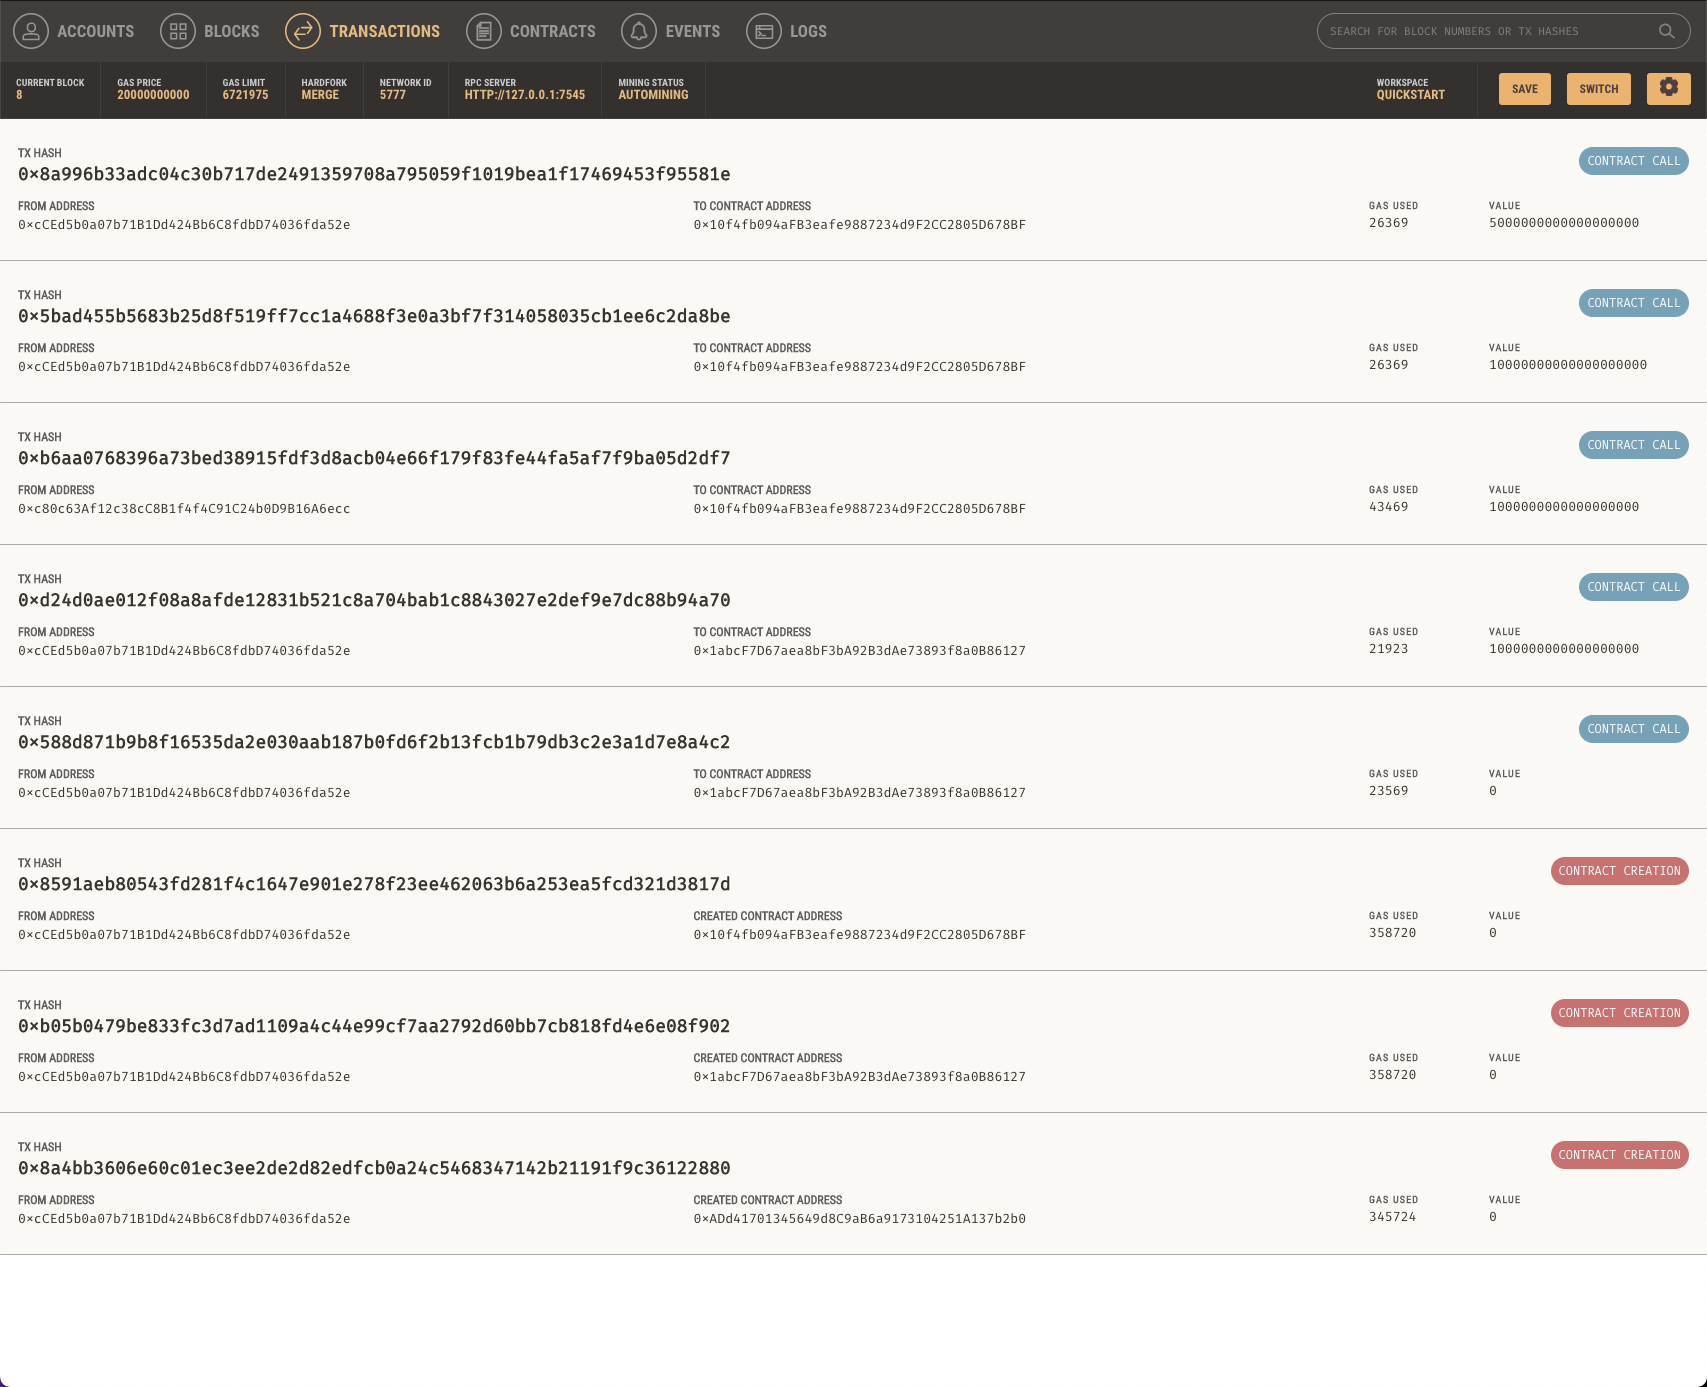 ACCOUNTS BLOCKS TRANSACTIONS CONTRACTS EVENTS LOGS SEARCH FOR BLOCK NUMBERS OR TX HASHES
CURRENT BLOCK GAS PRICE GAS LIMIT HARDFORK NETWORK ID RPC SERVER MINING STATUS WORKSPACE
8 20000000000 6721975 MERGE 5777 HTTP://127.0.0.1:7545 AUTOMINING QUICKSTART SAVE SWITCH
TX HASH
0×8a996b33adc04c30b717de2491359708a795059f1019bea1f17469453f95581e CONTRACT CALL
FROM ADDRESS TO CONTRACT ADDRESS GAS USED VALUE
0×cCEd5b0a07b71B1Dd424Bb6C8fdbD74036fda52e 0×10f4fb094aFB3eafe9887234d9F2CC2805D678BF 26369 5000000000000000000
TX HASH
0×5bad455b5683b25d8f519ff7cc1a4688f3e0a3bf7f314058035cb1ee6c2da8be CONTRACT CALL
FROM ADDRESS TO CONTRACT ADDRESS GAS USED VALUE
0×cCEd5b0a07b71B1Dd424Bb6C8fdbD74036fda52e 0×10f4fb094aFB3eafe9887234d9F2CC2805D678BF 26369 10000000000000000000
TX HASH
0×b6aa0768396a73bed38915fdf3d8acb04e66f179f83fe44fa5af7f9ba05d2df7 CONTRACT CALL
FROM ADDRESS TO CONTRACT ADDRESS GAS USED VALUE
0×c80c63Af12c38cC8B1f4f4C91C24b0D9B16A6ecc 0×10f4fb094aFB3eafe9887234d9F2CC2805D678BF 43469 1000000000000000000
TX HASH
0×d24d0ae012f08a8afde12831b521c8a704bab1c8843027e2def9e7dc88b94a70 CONTRACT CALL
FROM ADDRESS TO CONTRACT ADDRESS GAS USED VALUE
0×cCEd5b0a07b71B1Dd424Bb6C8fdbD74036fda52e 0×1abcF7D67aea8bF3bA92B3dAe73893f8a0B86127 21923 1000000000000000000
TX HASH
0×588d871b9b8f16535da2e030aab187b0fd6f2b13fcb1b79db3c2e3a1d7e8a4c2 CONTRACT CALL
FROM ADDRESS TO CONTRACT ADDRESS GAS USED VALUE
0×cCEd5b0a07b71B1Dd424Bb6C8fdbD74036fda52e 0×1abcF7D67aea8bF3bA92B3dAe73893f8a0B86127 23569 0
TX HASH
0×8591aeb80543fd281f4c1647e901e278f23ee462063b6a253ea5fcd321d3817d CONTRACT CREATION
FROM ADDRESS CREATED CONTRACT ADDRESS GAS USED VALUE
0×cCEd5b0a07b71B1Dd424Bb6C8fdbD74036fda52e 0×10f4fb094aFB3eafe9887234d9F2CC2805D678BF 358720 0
TX HASH
0×b05b0479be833fc3d7ad1109a4c44e99cf7aa2792d60bb7cb818fd4e6e08f902 CONTRACT CREATION
FROM ADDRESS CREATED CONTRACT ADDRESS GAS USED VALUE
0×cCEd5b0a07b71B1Dd424Bb6C8fdbD74036fda52e 0×1abcF7D67aea8bF3bA92B3dAe73893f8a0B86127 358720 0
TX HASH
0×8a4bb3606e60c01ec3ee2de2d82edfcb0a24c5468347142b21191f9c36122880 CONTRACT CREATION
FROM ADDRESS CREATED CONTRACT ADDRESS GAS USED VALUE
0×cCEd5b0a07b71B1Dd424Bb6C8fdbD74036fda52e 0×ADd41701345649d8C9aB6a9173104251A137b2b0 345724 0